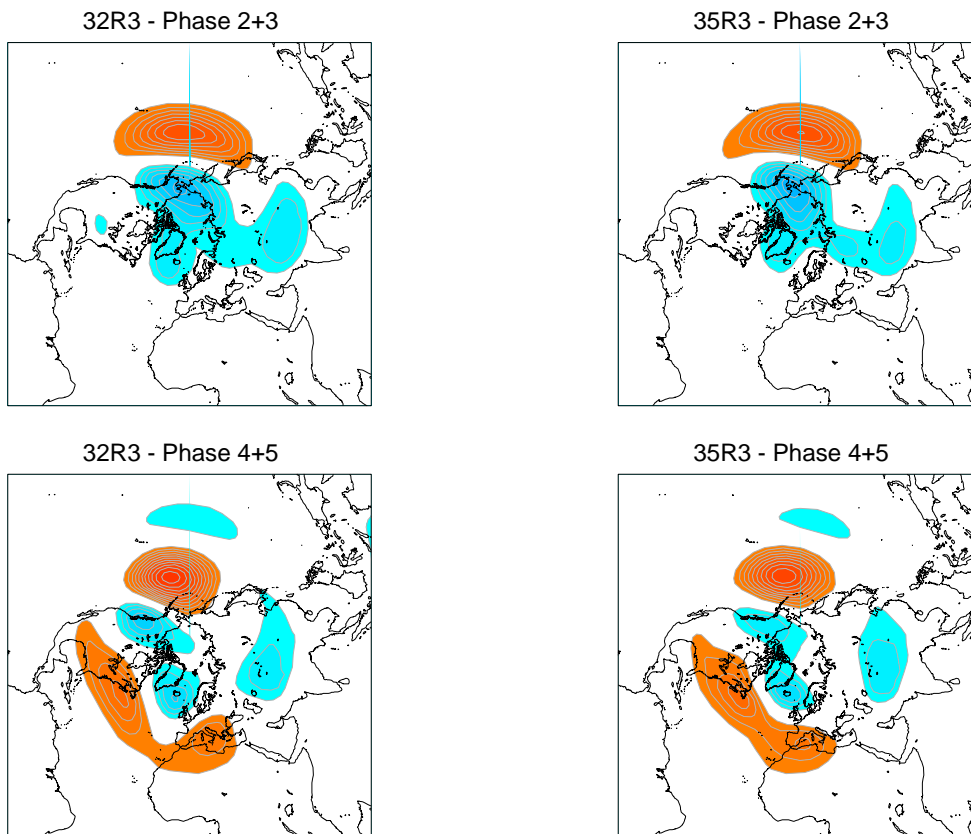 32R3 - Phase 2+3
35R3 - Phase 2+3
32R3 - Phase 4+5
35R3 - Phase 4+5